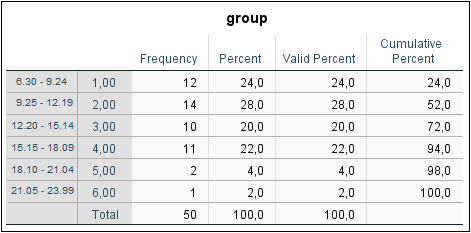 group
Frequency Percent Valid Percent Cumulative Percent
6.30 - 9.24 1,00 12 24,0 24,0 24,0
9.25 - 12.19 2,00 14 28,0 28,0 52,0
12.20 - 15.14 3,00 10 20,0 20,0 72,0
15.15 - 18.09 4,00 11 22,0 22,0 94,0
18.10 - 21.04 5,00 2 4,0 4,0 98,0
21.05 - 23.99 6,00 1 2,0 2,0 100,0
Total 50 100,0 100,0